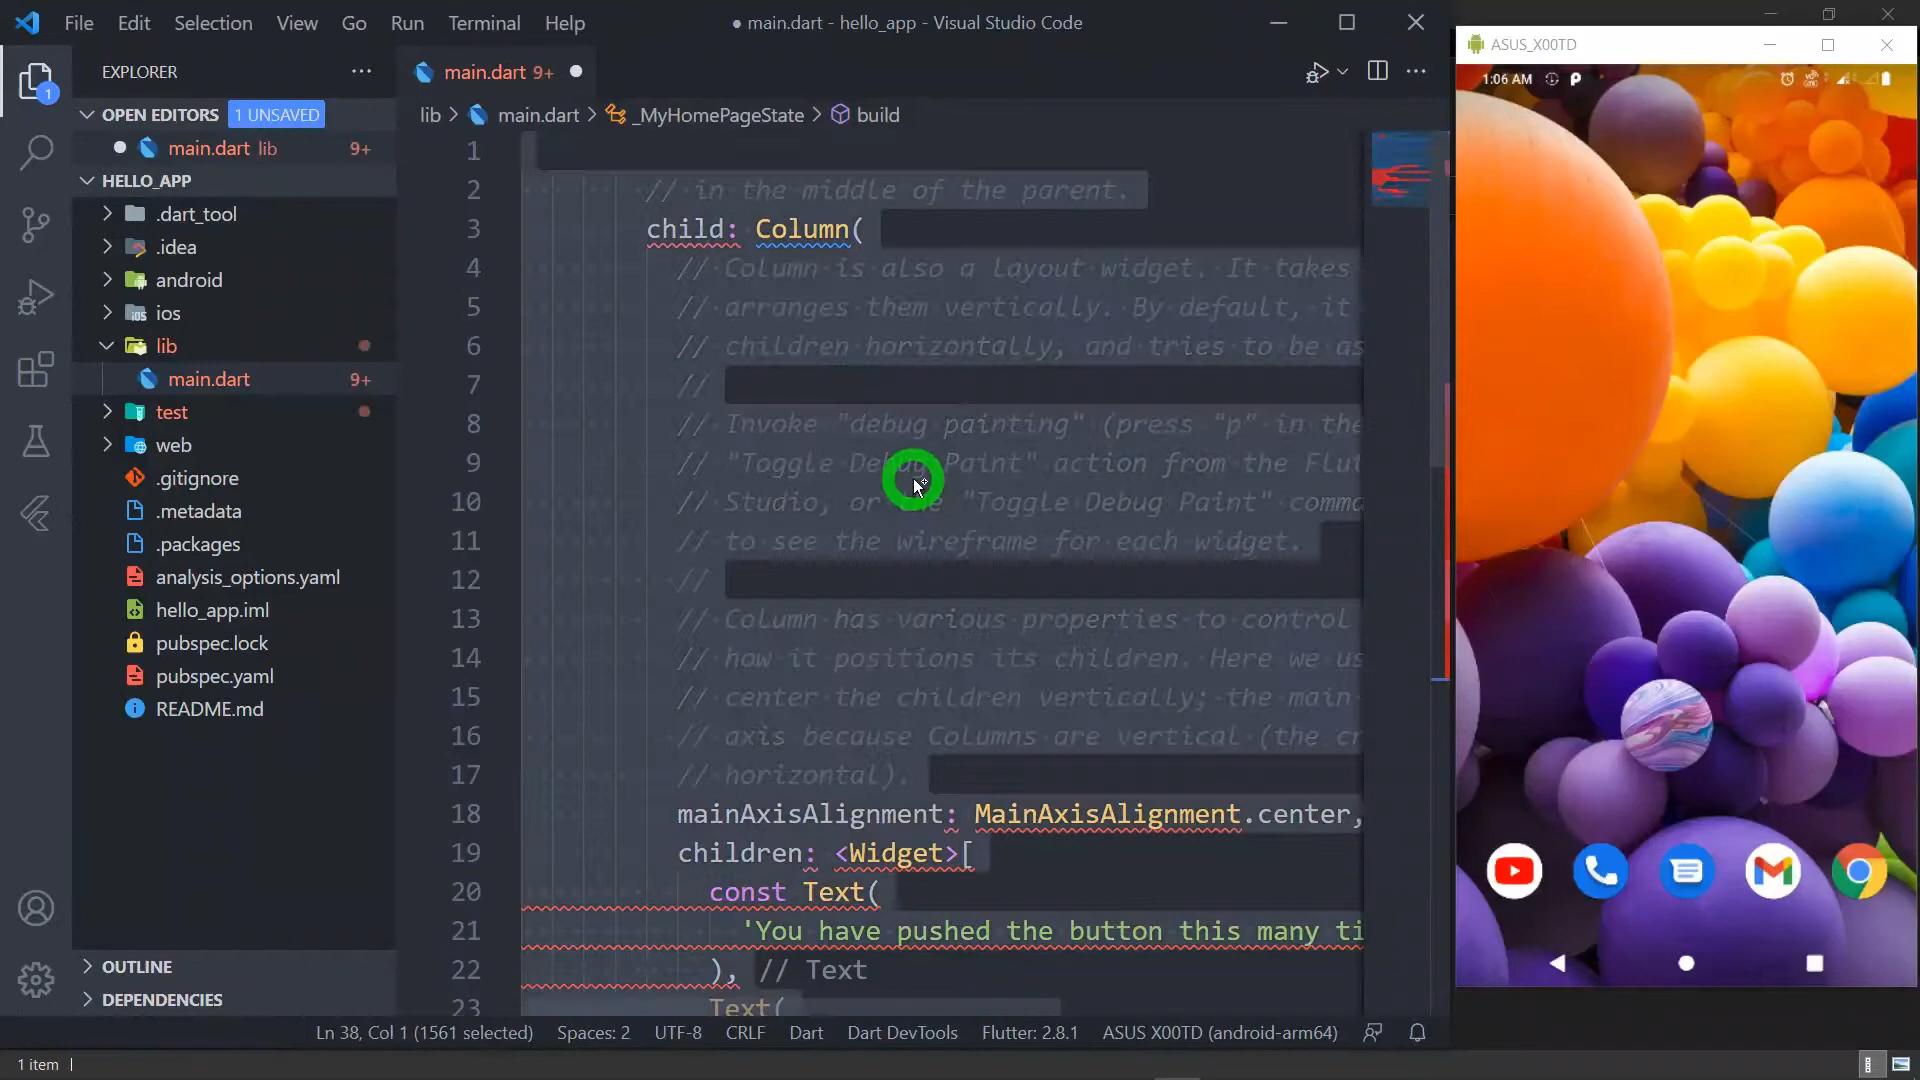 File Edit Selection View Go Run Terminal Help
● main.dart - hello_app - Visual Studio Code
ASUS_X00TD
1:06 AM
EXPLORER
main.dart 9+
OPEN EDITORS 1 UNSAVED
main.dart lib 9+
HELLO_APP
.dart_tool
.idea
android
ios
lib
main.dart 9+
test
web
.gitignore
.metadata
.packages
analysis_options.yaml
hello_app.iml
pubspec.lock
pubspec.yaml
README.md
OUTLINE
DEPENDENCIES
lib > main.dart > _MyHomePageState > build
1
2 // in the middle of the parent.
3 child: Column(
4 // Column is also a layout widget. It takes
5 // arranges them vertically. By default, it
6 // children horizontally, and tries to be as
7 //
8 // Invoke "debug painting" (press "p" in the
9 // "Toggle Debug Paint" action from the Flut
10 // Studio, or the "Toggle Debug Paint" comma
11 // to see the wireframe for each widget.
12 //
13 // Column has various properties to control
14 // how it positions its children. Here we us
15 // center the children vertically; the main
16 // axis because Columns are vertical (the cr
17 // horizontal).
18 mainAxisAlignment: MainAxisAlignment.center,
19 children: <Widget>[
20 const Text(
21 'You have pushed the button this many ti
22 ), // Text
23 Text(
Ln 38, Col 1 (1561 selected) Spaces: 2 UTF-8 CRLF Dart Dart DevTools Flutter: 2.8.1 ASUS X00TD (android-arm64)
1 item